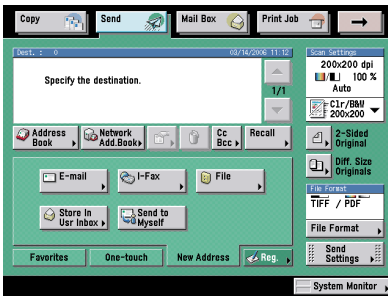 Copy
Send
Mail Box
Print Job
Dest. : 0
03/14/2006 11:12
Specify the destination.
1/1
Address
Book
Network
Add.Book
Cc
Bcc
Recall
E-mail
I-Fax
File
Store In
Usr Inbox
Send to
Myself
Favorites
One-touch
New Address
Reg.
Scan Settings
200x200 dpi
100 %
Auto
Clr/B&W
200x200
2-Sided
Original
Diff. Size
Originals
File Format
TIFF / PDF
File Format
Send
Settings
System Monitor